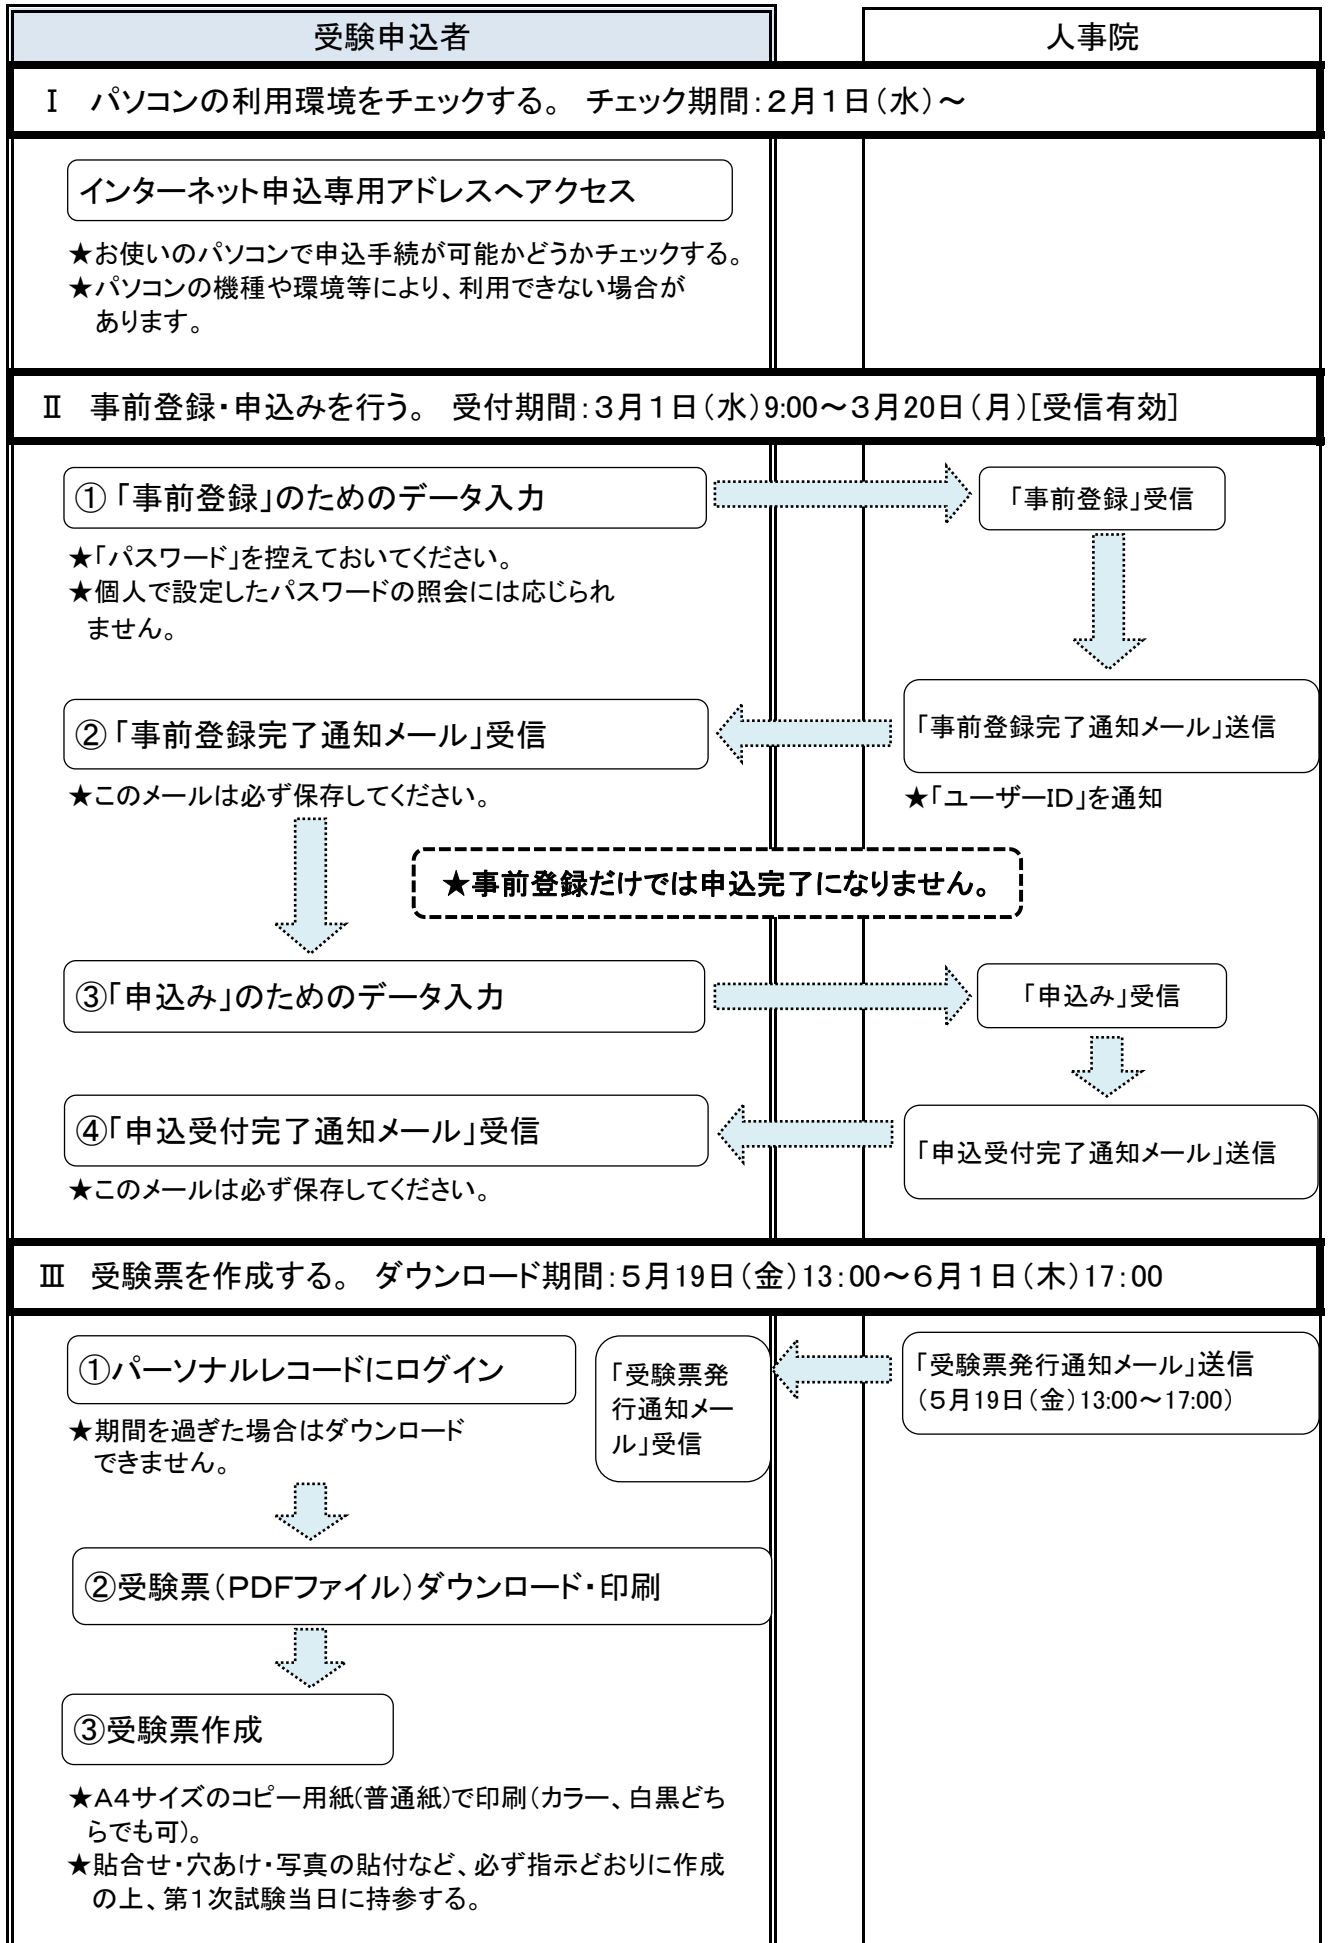 受験申込者
人事院
Ⅰ　パソコンの利用環境をチェックする。　チェック期間：２月１日（水）～
インターネット申込専用アドレスへアクセス
★お使いのパソコンで申込手続が可能かどうかチェックする。
★パソコンの機種や環境等により、利用できない場合が
あります。
Ⅱ　事前登録・申込みを行う。　受付期間：３月１日（水）9:00～３月20日（月）[受信有効]
①「事前登録」のためのデータ入力
「事前登録」受信
★「パスワード」を控えておいてください。
★個人で設定したパスワードの照会には応じられ
ません。
②「事前登録完了通知メール」受信
「事前登録完了通知メール」送信
★このメールは必ず保存してください。
★「ユーザーID」を通知
★事前登録だけでは申込完了になりません。
③「申込み」のためのデータ入力
「申込み」受信
④「申込受付完了通知メール」受信
「申込受付完了通知メール」送信
★このメールは必ず保存してください。
Ⅲ　受験票を作成する。　ダウンロード期間：５月19日（金）13：00～６月１日（木）17：00
①パーソナルレコードにログイン
「受験票発
行通知メー
ル」受信
「受験票発行通知メール」送信
（５月19日（金）13:00～17:00）
★期間を過ぎた場合はダウンロード
できません。
②受験票（ＰＤＦファイル）ダウンロード・印刷
③受験票作成
★Ａ４サイズのコピー用紙(普通紙)で印刷（カラー、白黒どち
らでも可）。
★貼合せ・穴あけ・写真の貼付など、必ず指示どおりに作成
の上、第１次試験当日に持参する。